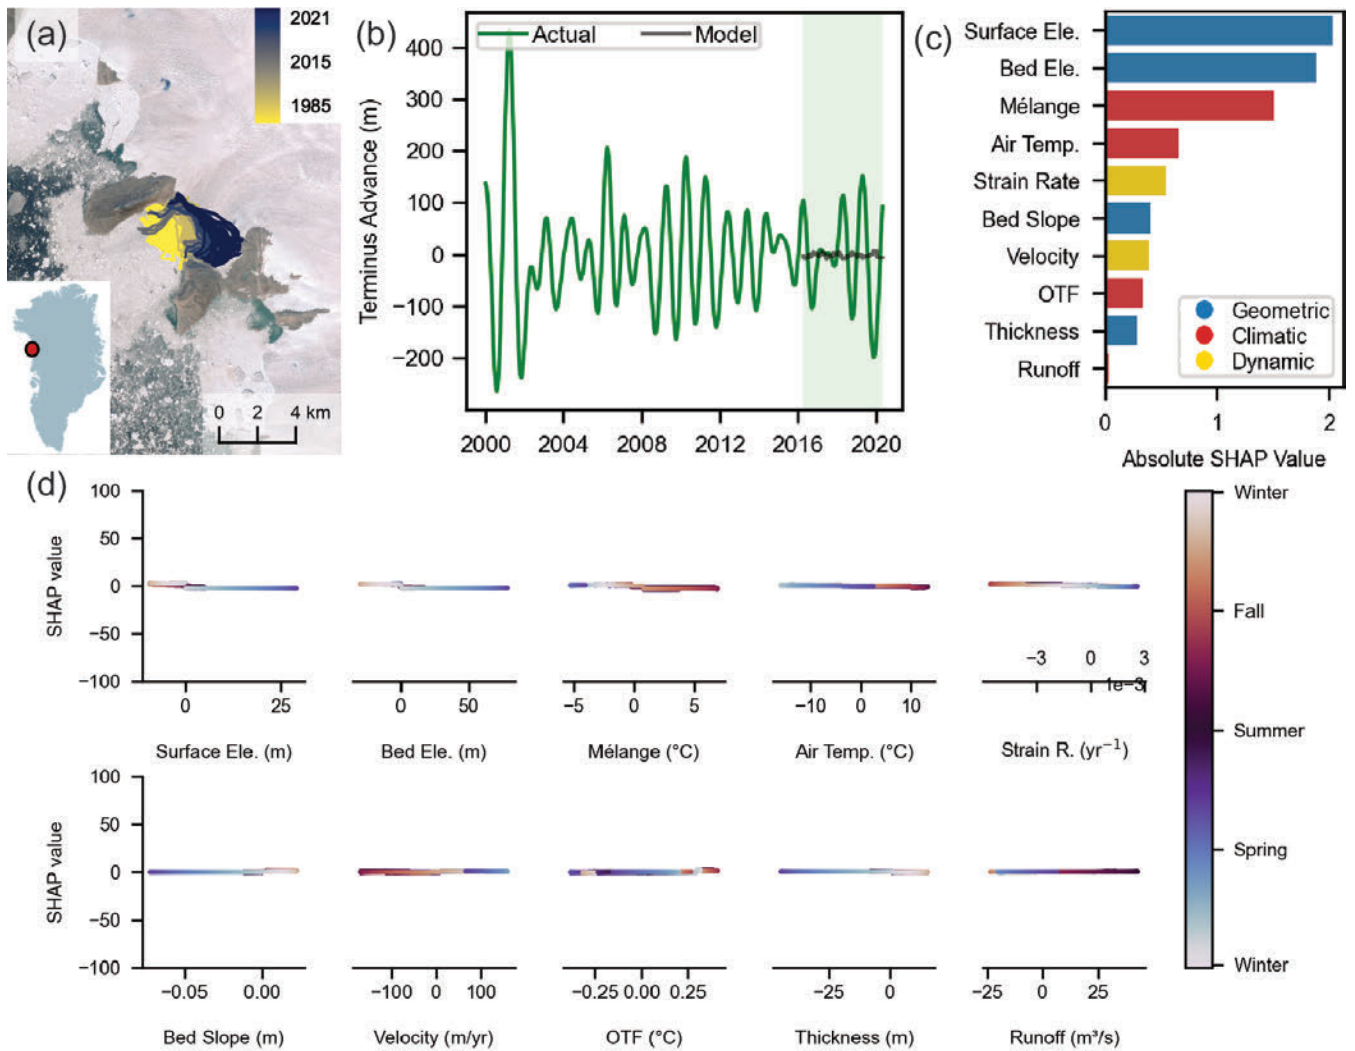 (a)
2021
2015
1985
0 2 4 km
(b)
Actual Model
Terminus Advance (m)
400
300
200
100
0
−100
−200
2000 2004 2008 2012 2016 2020
(c)
Surface Ele.
Bed Ele.
Mélange
Air Temp.
Strain Rate
Bed Slope
Velocity
OTF
Thickness
Runoff
Geometric
Climatic
Dynamic
0 1 2
Absolute SHAP Value
(d)
SHAP value
100
50
0
−50
−100
0 25
Surface Ele. (m)
0 50
Bed Ele. (m)
−5 0 5
Mélange (°C)
−10 0 10
Air Temp. (°C)
−3 0 3
1e−3
Strain R. (yr⁻¹)
SHAP value
100
50
0
−50
−100
−0.05 0.00
Bed Slope (m)
−100 0 100
Velocity (m/yr)
−0.25 0.00 0.25
OTF (°C)
−25 0
Thickness (m)
−25 0 25
Runoff (m³/s)
Winter
Fall
Summer
Spring
Winter